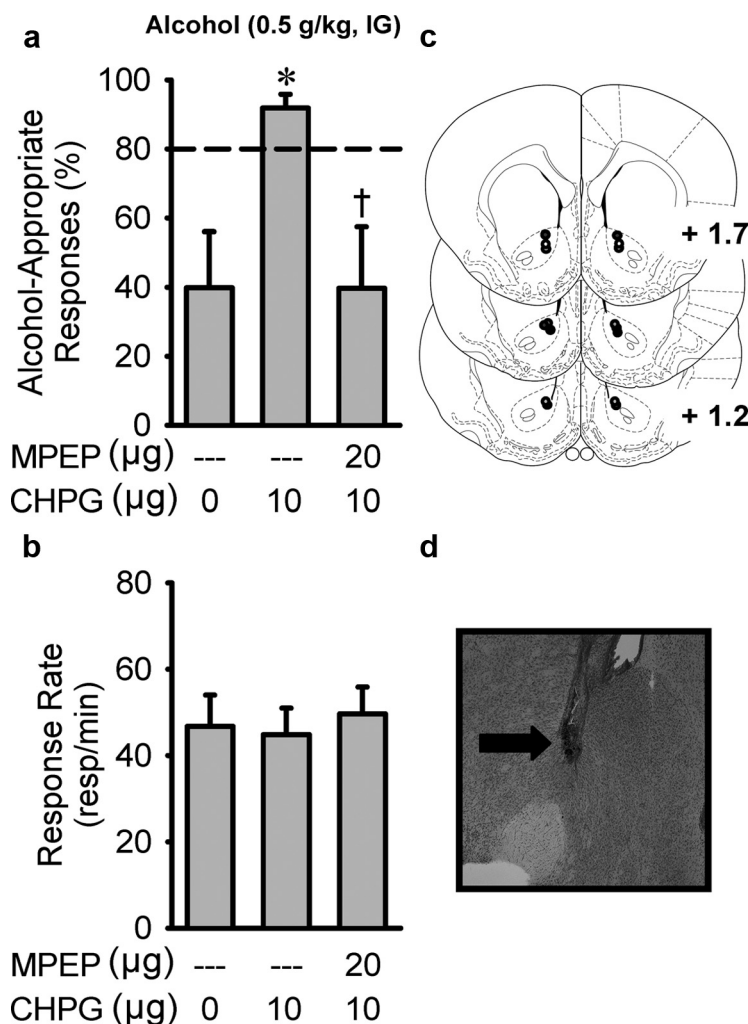 a
Alcohol (0.5 g/kg, IG)
Alcohol-Appropriate
Responses (%)
100
80
60
40
20
0
*
†
MPEP (µg) --- --- 20
CHPG (µg) 0 10 10
c
+ 1.7
+ 1.2
b
Response Rate
(resp/min)
80
60
40
20
0
MPEP (µg) --- --- 20
CHPG (µg) 0 10 10
d